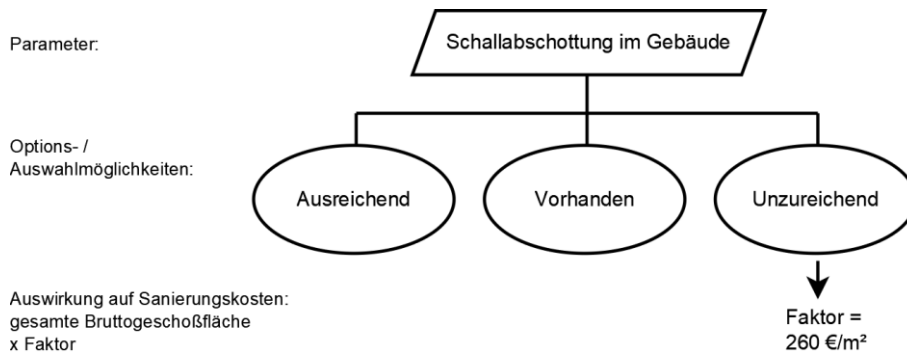 Parameter:
Schallabschottung im Gebäude
Options- /
Auswahlmöglichkeiten:
Ausreichend
Vorhanden
Unzureichend
Auswirkung auf Sanierungskosten:
gesamte Bruttogeschoßfläche
x Faktor
Faktor =
260 €/m²